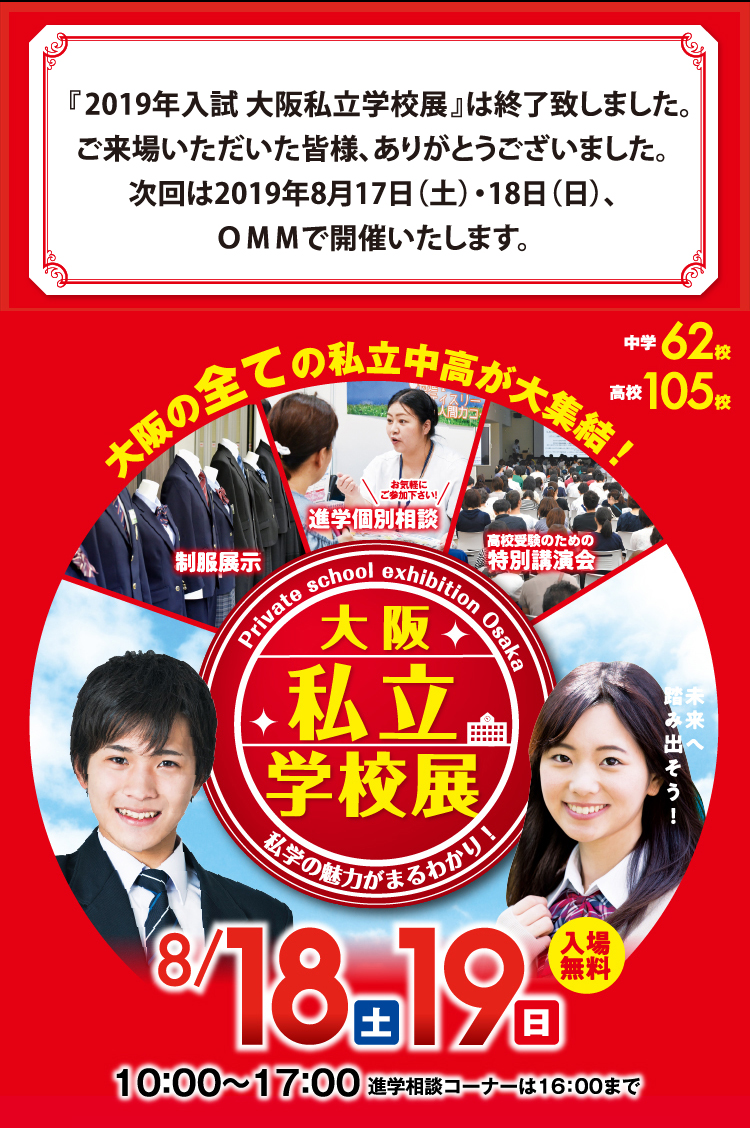 『2019年入試 大阪私立学校展』は終了致しました。
ご来場いただいた皆様、ありがとうございました。
次回は2019年8月17日（土）・18日（日）、
ＯＭＭで開催いたします。
中学62校
高校105校
大阪の全ての私立中高が大集結！
制服展示
お気軽に
ご参加下さい！
進学個別相談
高校受験のための
特別講演会
Private school exhibition Osaka
大阪
私立
学校展
私学の魅力がまるわかり！
未来へ
踏み出そう！
8/18土19日
入場
無料
10:00〜17:00 進学相談コーナーは16:00まで